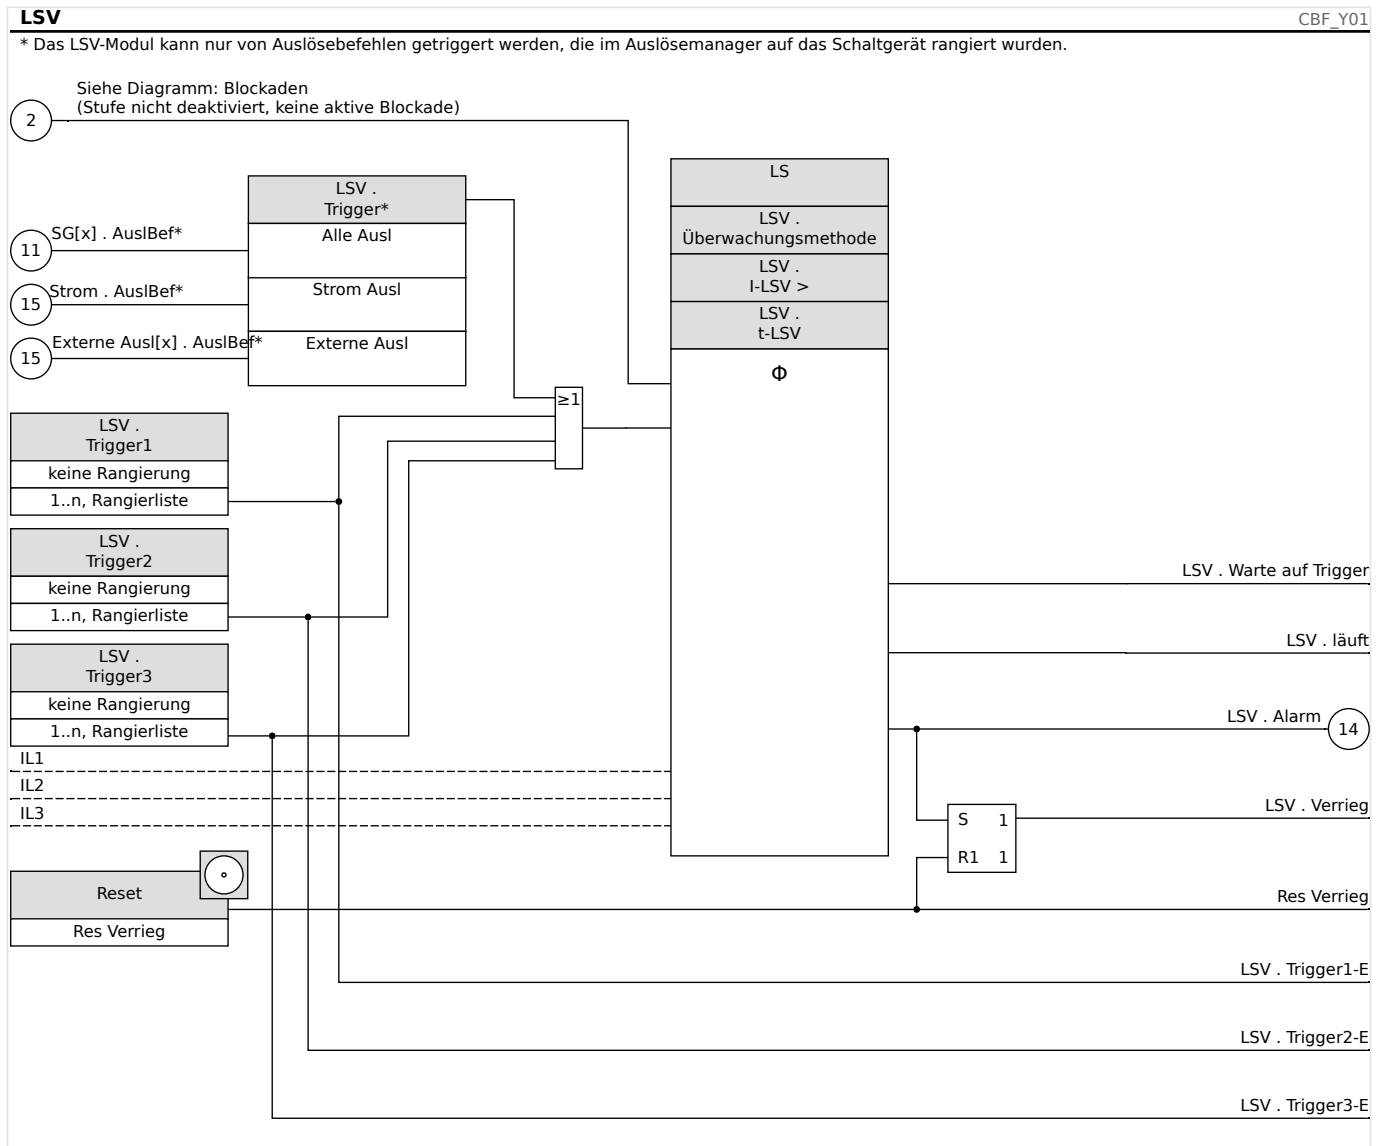 LSV
CBF_Y01
* Das LSV-Modul kann nur von Auslösebefehlen getriggert werden, die im Auslösemanager auf das Schaltgerät rangiert wurden.
Siehe Diagramm: Blockaden
(Stufe nicht deaktiviert, keine aktive Blockade)
2
LS
LSV .
Überwachungsmethode
LSV .
I-LSV >
LSV .
t-LSV
Φ
LSV .
Trigger*
SG[x] . AuslBef*
11
Alle Ausl
Strom . AuslBef*
15
Strom Ausl
Externe Ausl[x] . AuslBef*
15
Externe Ausl
≥1
LSV .
Trigger1
keine Rangierung
1..n, Rangierliste
LSV .
Trigger2
keine Rangierung
1..n, Rangierliste
LSV .
Trigger3
keine Rangierung
1..n, Rangierliste
IL1
IL2
IL3
LSV . Warte auf Trigger
LSV . läuft
LSV . Alarm
14
LSV . Verrieg
S 1
R1 1
Reset
Res Verrieg
Res Verrieg
LSV . Trigger1-E
LSV . Trigger2-E
LSV . Trigger3-E